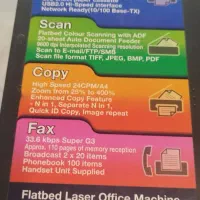 USB2.0 Hi-Speed Interface
Network Ready(10/100 Base-TX)
Scan
Flatbed Colour Scanning with ADF
20-sheet Auto Document Feeder
9600 dpi Interpolated Scanning resolution
Scan to E-mail/FTP/SMB
Scan file format TIFF, JPEG, BMP, PDF
Copy
High Speed 24CPM/A4
Zoom from 25% to 400%
Enhanced Copy Feature
- N in 1, Separate N in 1,
Quick ID Copy, Image repeat
Fax
33.6 kbps Super G3
Approx. 110 pages of memory reception
Broadcast 2 x 20 items
Phonebook 100 items
Handset Unit Supplied
Flatbed Laser Office Machine